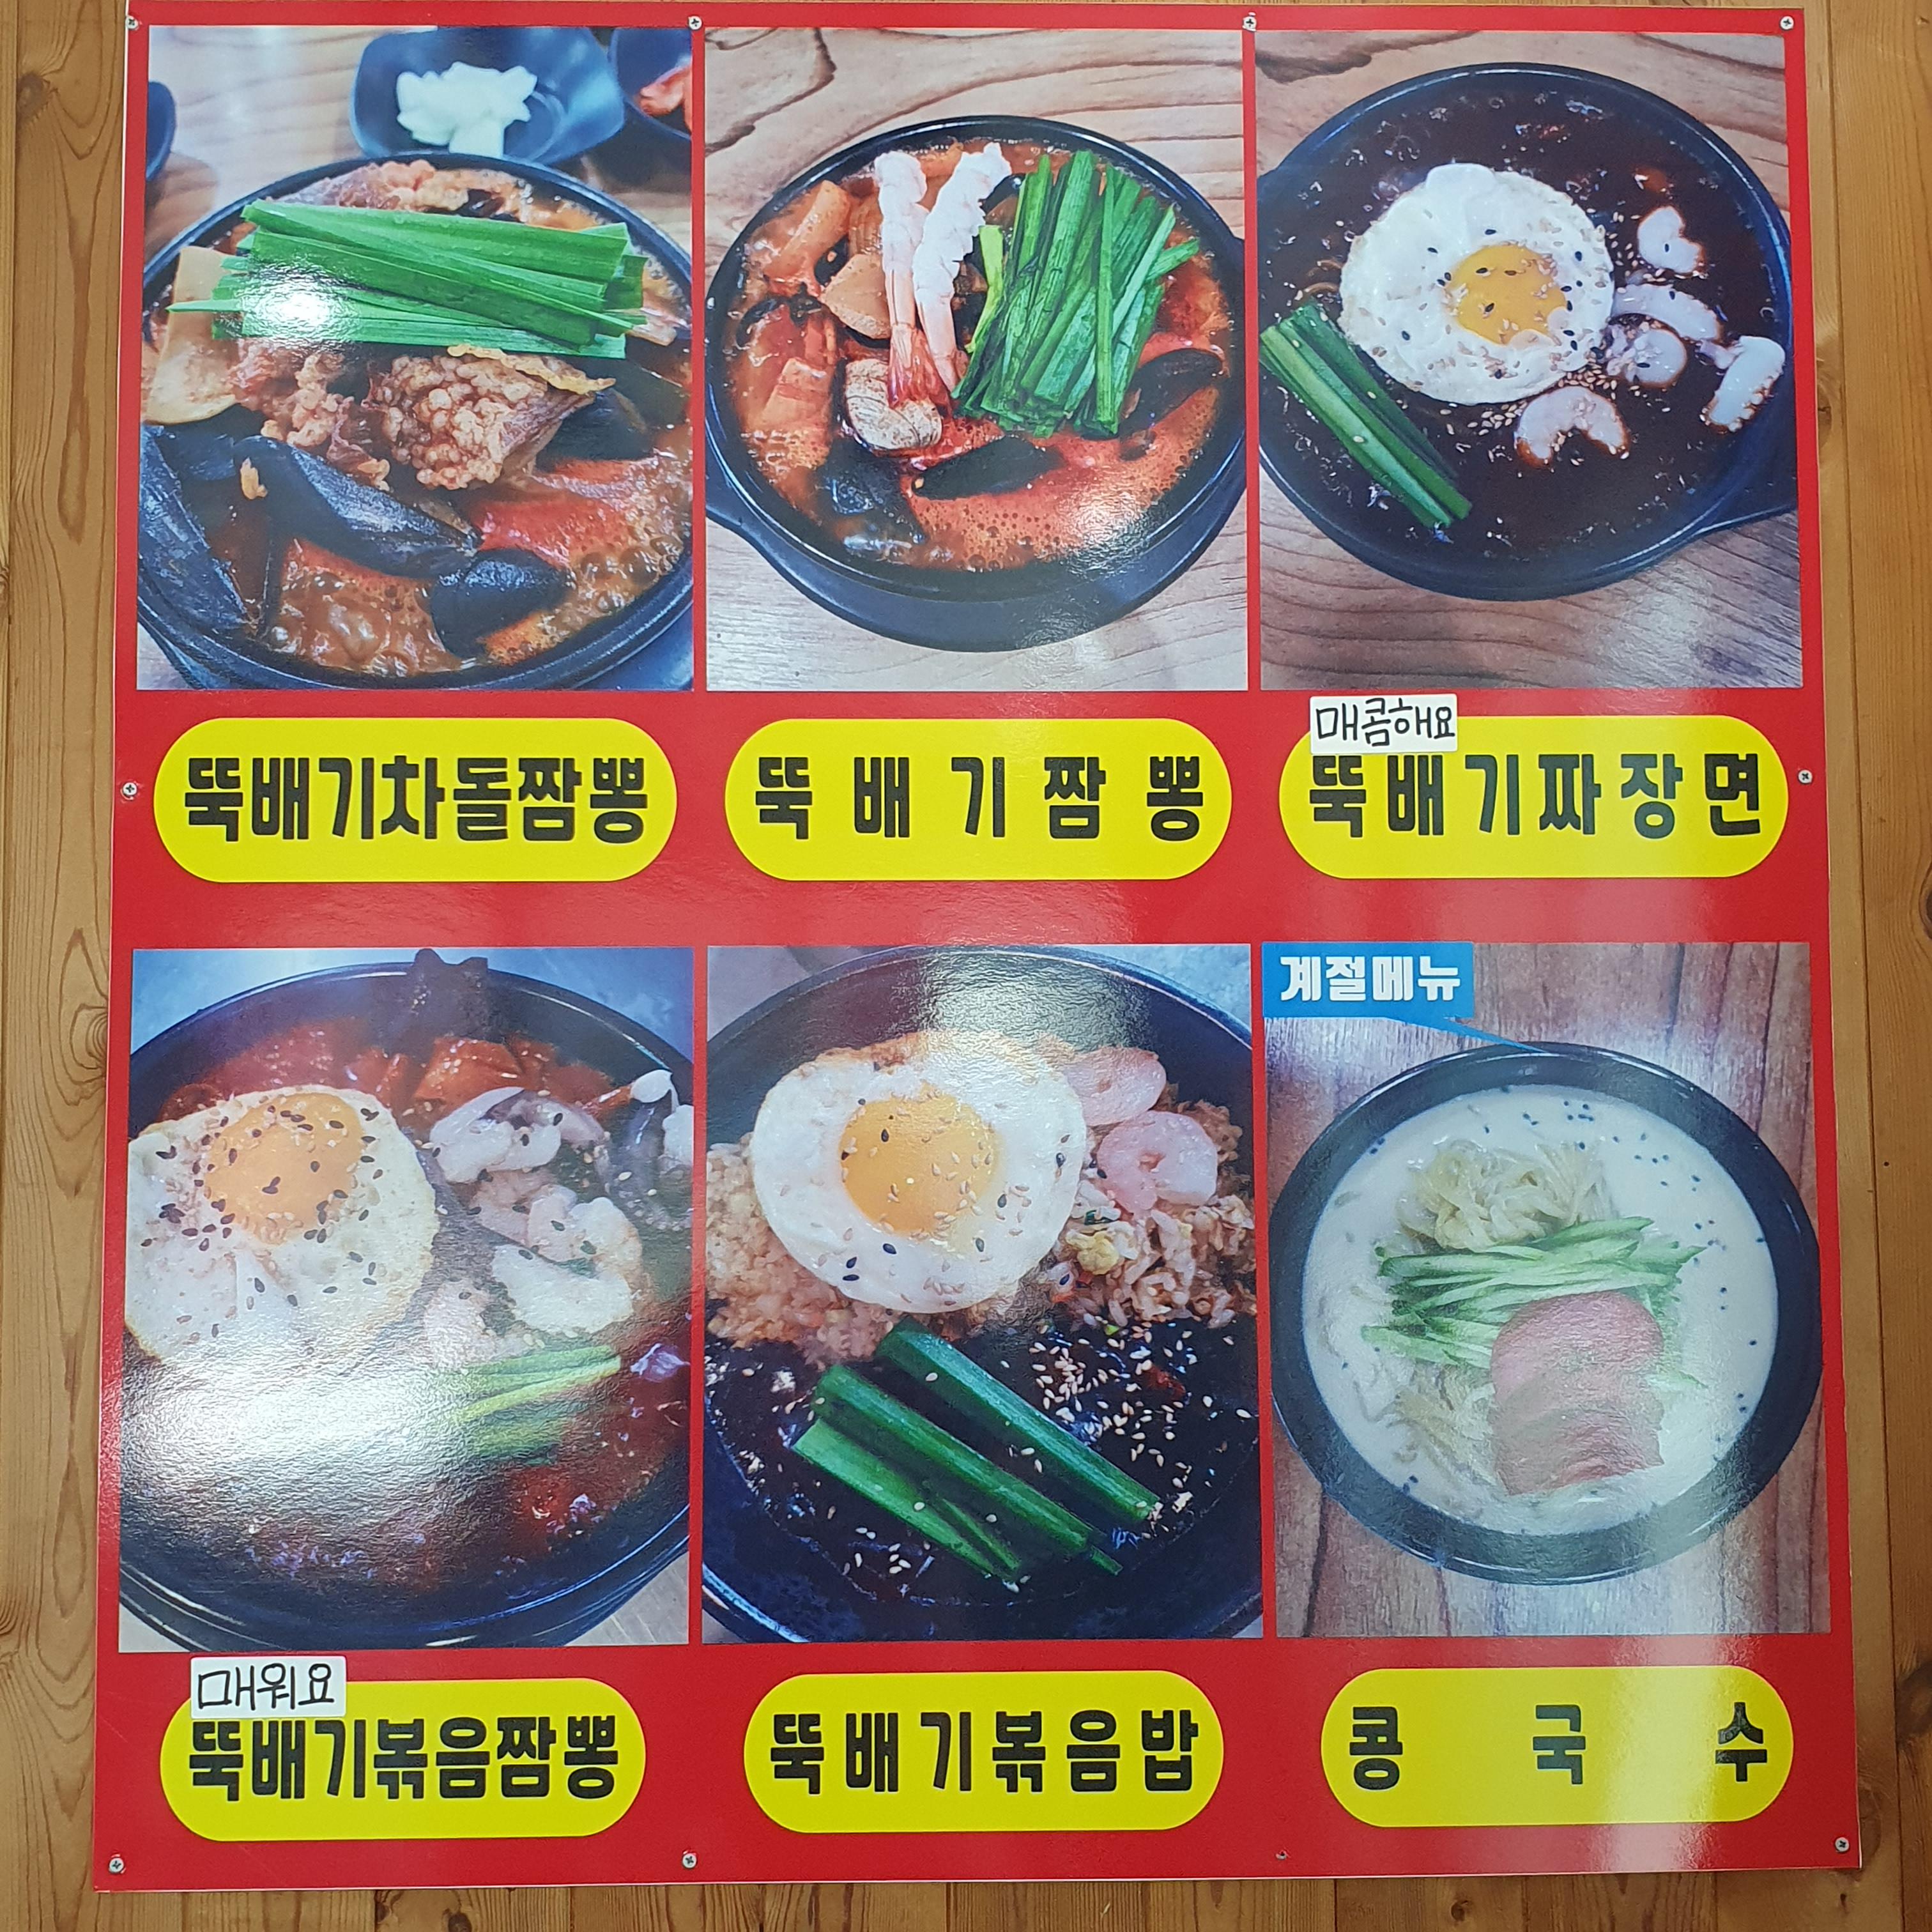 뚝배기차돌짬뽕
뚝배기짬뽕
매콤해요
뚝배기짜장면
계절메뉴
매워요
뚝배기볶음짬뽕
뚝배기볶음밥
콩국수